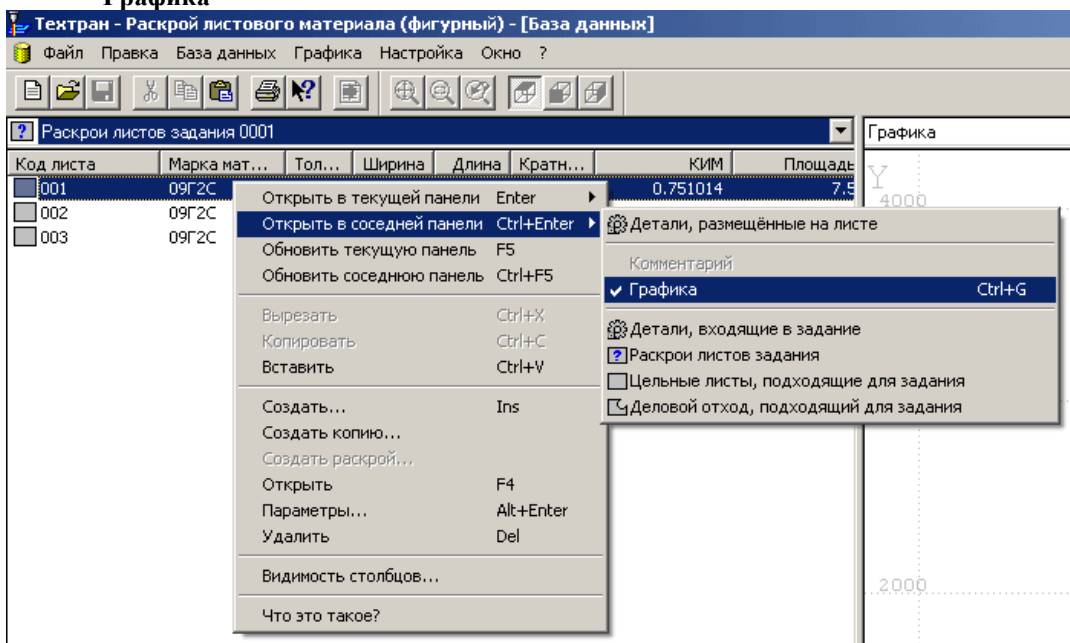 Графика
Техтран - Раскрой листового материала (фигурный) - [База данных]
Файл Правка База данных Графика Настройка Окно ?
Раскрои листов задания 0001
Графика
Код листа Марка мат... Тол... Ширина Длина Кратн... КИМ Площадь
001 09Г2С 0.751014 7.5
002 09Г2С
003 09Г2С
Открыть в текущей панели Enter
Открыть в соседней панели Ctrl+Enter
Обновить текущую панель F5
Обновить соседнюю панель Ctrl+F5
Вырезать Ctrl+X
Копировать Ctrl+C
Вставить Ctrl+V
Создать... Ins
Создать копию...
Создать раскрой...
Открыть F4
Параметры... Alt+Enter
Удалить Del
Видимость столбцов...
Что это такое?
Детали, размещённые на листе
Комментарий
Графика Ctrl+G
Детали, входящие в задание
Раскрои листов задания
Цельные листы, подходящие для задания
Деловой отход, подходящий для задания
Y
4000
2000